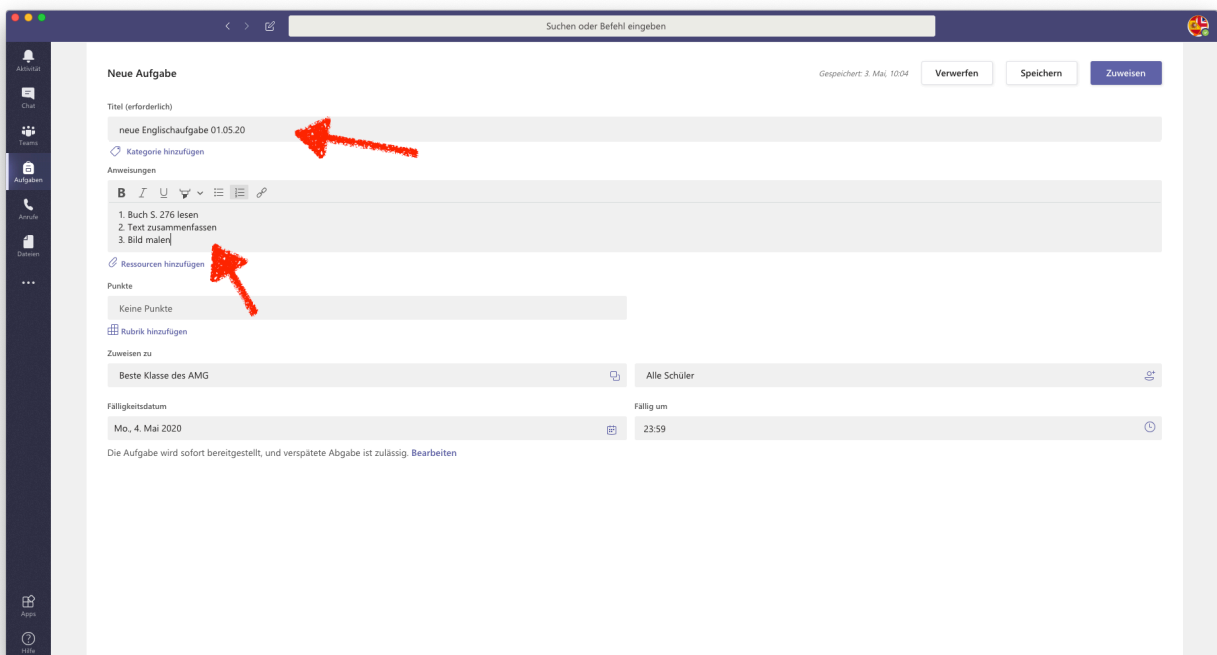 Suchen oder Befehl eingeben
Aktivität
Chat
Teams
Aufgaben
Anrufe
Dateien
Apps
Hilfe
Neue Aufgabe
Gespeichert: 3. Mai, 10:04
Verwerfen
Speichern
Zuweisen
Titel (erforderlich)
neue Englischaufgabe 01.05.20
Kategorie hinzufügen
Anweisungen
B I U
1. Buch S. 276 lesen
2. Text zusammenfassen
3. Bild malen
Ressourcen hinzufügen
Punkte
Keine Punkte
Rubrik hinzufügen
Zuweisen zu
Beste Klasse des AMG
Alle Schüler
Fälligkeitsdatum
Fällig um
Mo., 4. Mai 2020
23:59
Die Aufgabe wird sofort bereitgestellt, und verspätete Abgabe ist zulässig. Bearbeiten